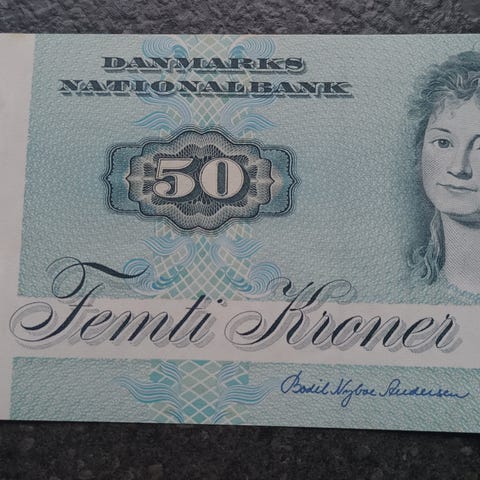 DANMARKS
NATIONALBANK
50
Femti Kroner
Bodil Nyboe Andersen